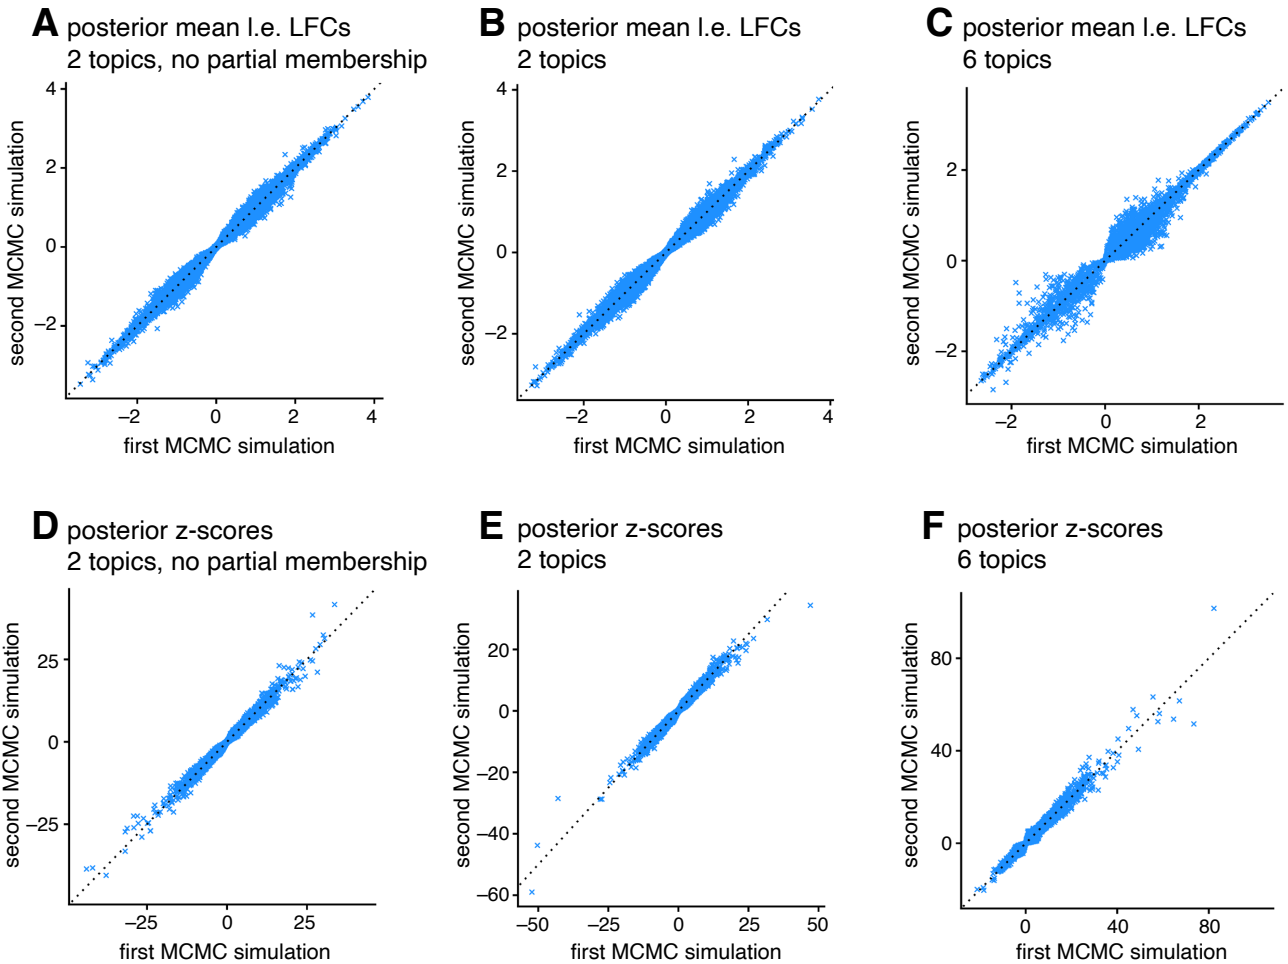 A posterior mean l.e. LFCs
2 topics, no partial membership
4
2
0
−2
−2
0
2
4
second MCMC simulation
first MCMC simulation
B posterior mean l.e. LFCs
2 topics
4
2
0
−2
−2
0
2
4
second MCMC simulation
first MCMC simulation
C posterior mean l.e. LFCs
6 topics
2
0
−2
−2
0
2
second MCMC simulation
first MCMC simulation
D posterior z-scores
2 topics, no partial membership
25
0
−25
−25
0
25
second MCMC simulation
first MCMC simulation
E posterior z-scores
2 topics
20
0
−20
−40
−60
−50
−25
0
25
50
second MCMC simulation
first MCMC simulation
F posterior z-scores
6 topics
80
40
0
0
40
80
second MCMC simulation
first MCMC simulation